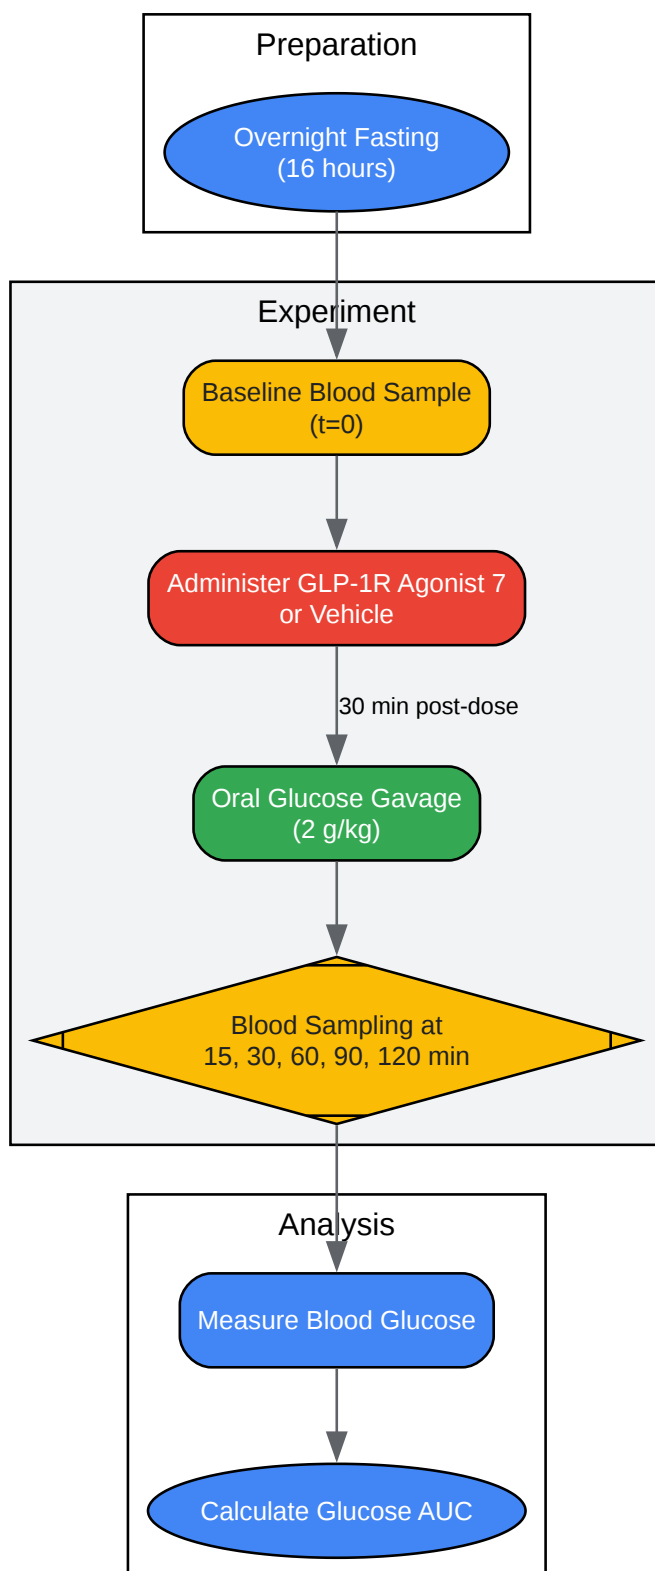 Preparation
Overnight Fasting
(16 hours)
Experiment
Baseline Blood Sample
(t=0)
Administer GLP-1R Agonist 7
or Vehicle
30 min post-dose
Oral Glucose Gavage
(2 g/kg)
Blood Sampling at
15, 30, 60, 90, 120 min
Analysis
Measure Blood Glucose
Calculate Glucose AUC